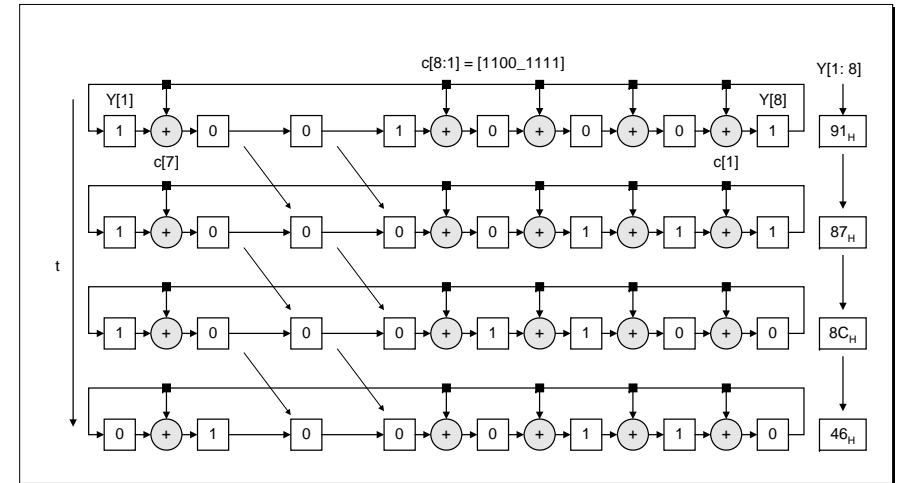 c[8:1] = [1100_1111]
Y[1: 8]
Y[1] Y[8]
1 + 0 0 1 + 0 + 0 + 0 + 1 91H
c[7] c[1]
1 + 0 0 0 + 0 + 1 + 1 + 1 87H
t
1 + 0 0 0 + 1 + 1 + 0 + 0 8CH
0 + 1 0 0 + 0 + 1 + 1 + 0 46H